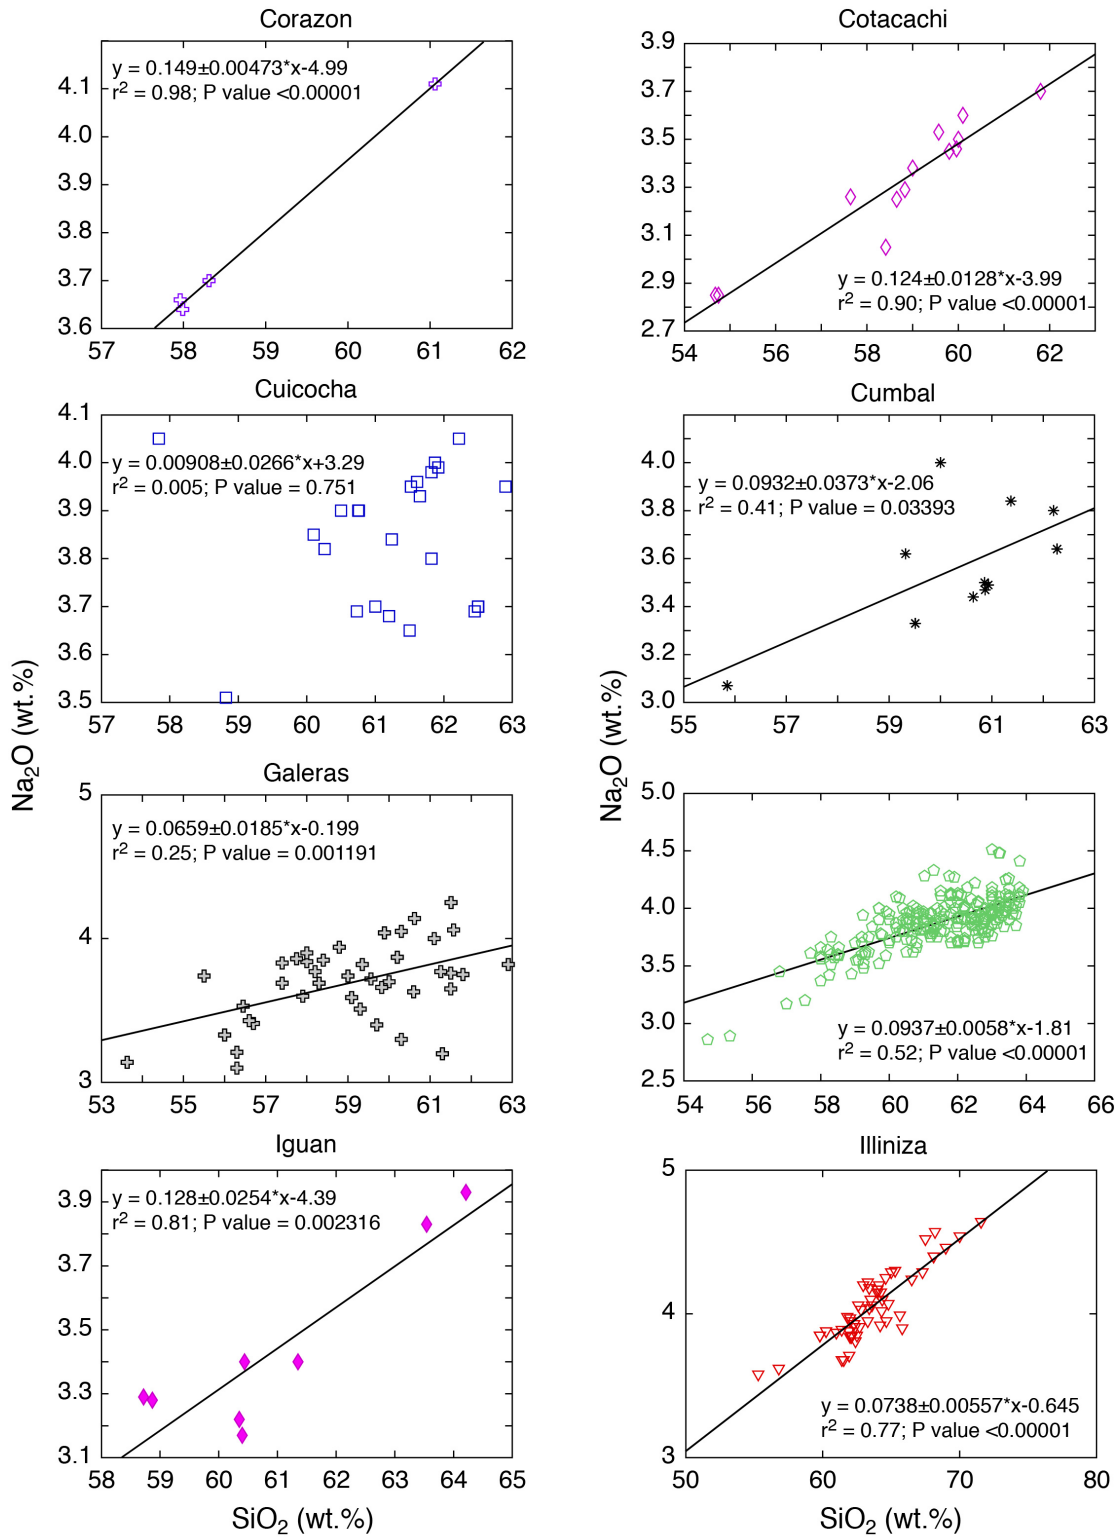 Corazon
y = 0.149±0.00473*x-4.99
r² = 0.98; P value <0.00001
4.1
4.0
3.9
3.8
3.7
3.6
57 58 59 60 61 62
Cotacachi
3.9
3.7
3.5
3.3
3.1
2.9
2.7
y = 0.124±0.0128*x-3.99
r² = 0.90; P value <0.00001
54 56 58 60 62
Cuicocha
4.1
4.0
3.9
3.8
3.7
3.6
3.5
y = 0.00908±0.0266*x+3.29
r² = 0.005; P value = 0.751
57 58 59 60 61 62 63
Cumbal
4.0
3.8
3.6
3.4
3.2
3.0
y = 0.0932±0.0373*x-2.06
r² = 0.41; P value = 0.03393
55 57 59 61 63
Na₂O (wt.%)
Na₂O (wt.%)
Galeras
5
4
3
y = 0.0659±0.0185*x-0.199
r² = 0.25; P value = 0.001191
53 55 57 59 61 63
5.0
4.5
4.0
3.5
3.0
2.5
y = 0.0937±0.0058*x-1.81
r² = 0.52; P value <0.00001
54 56 58 60 62 64 66
Iguan
3.9
3.7
3.5
3.3
3.1
y = 0.128±0.0254*x-4.39
r² = 0.81; P value = 0.002316
58 59 60 61 62 63 64 65
SiO₂ (wt.%)
Illiniza
5
4
3
y = 0.0738±0.00557*x-0.645
r² = 0.77; P value <0.00001
50 60 70 80
SiO₂ (wt.%)